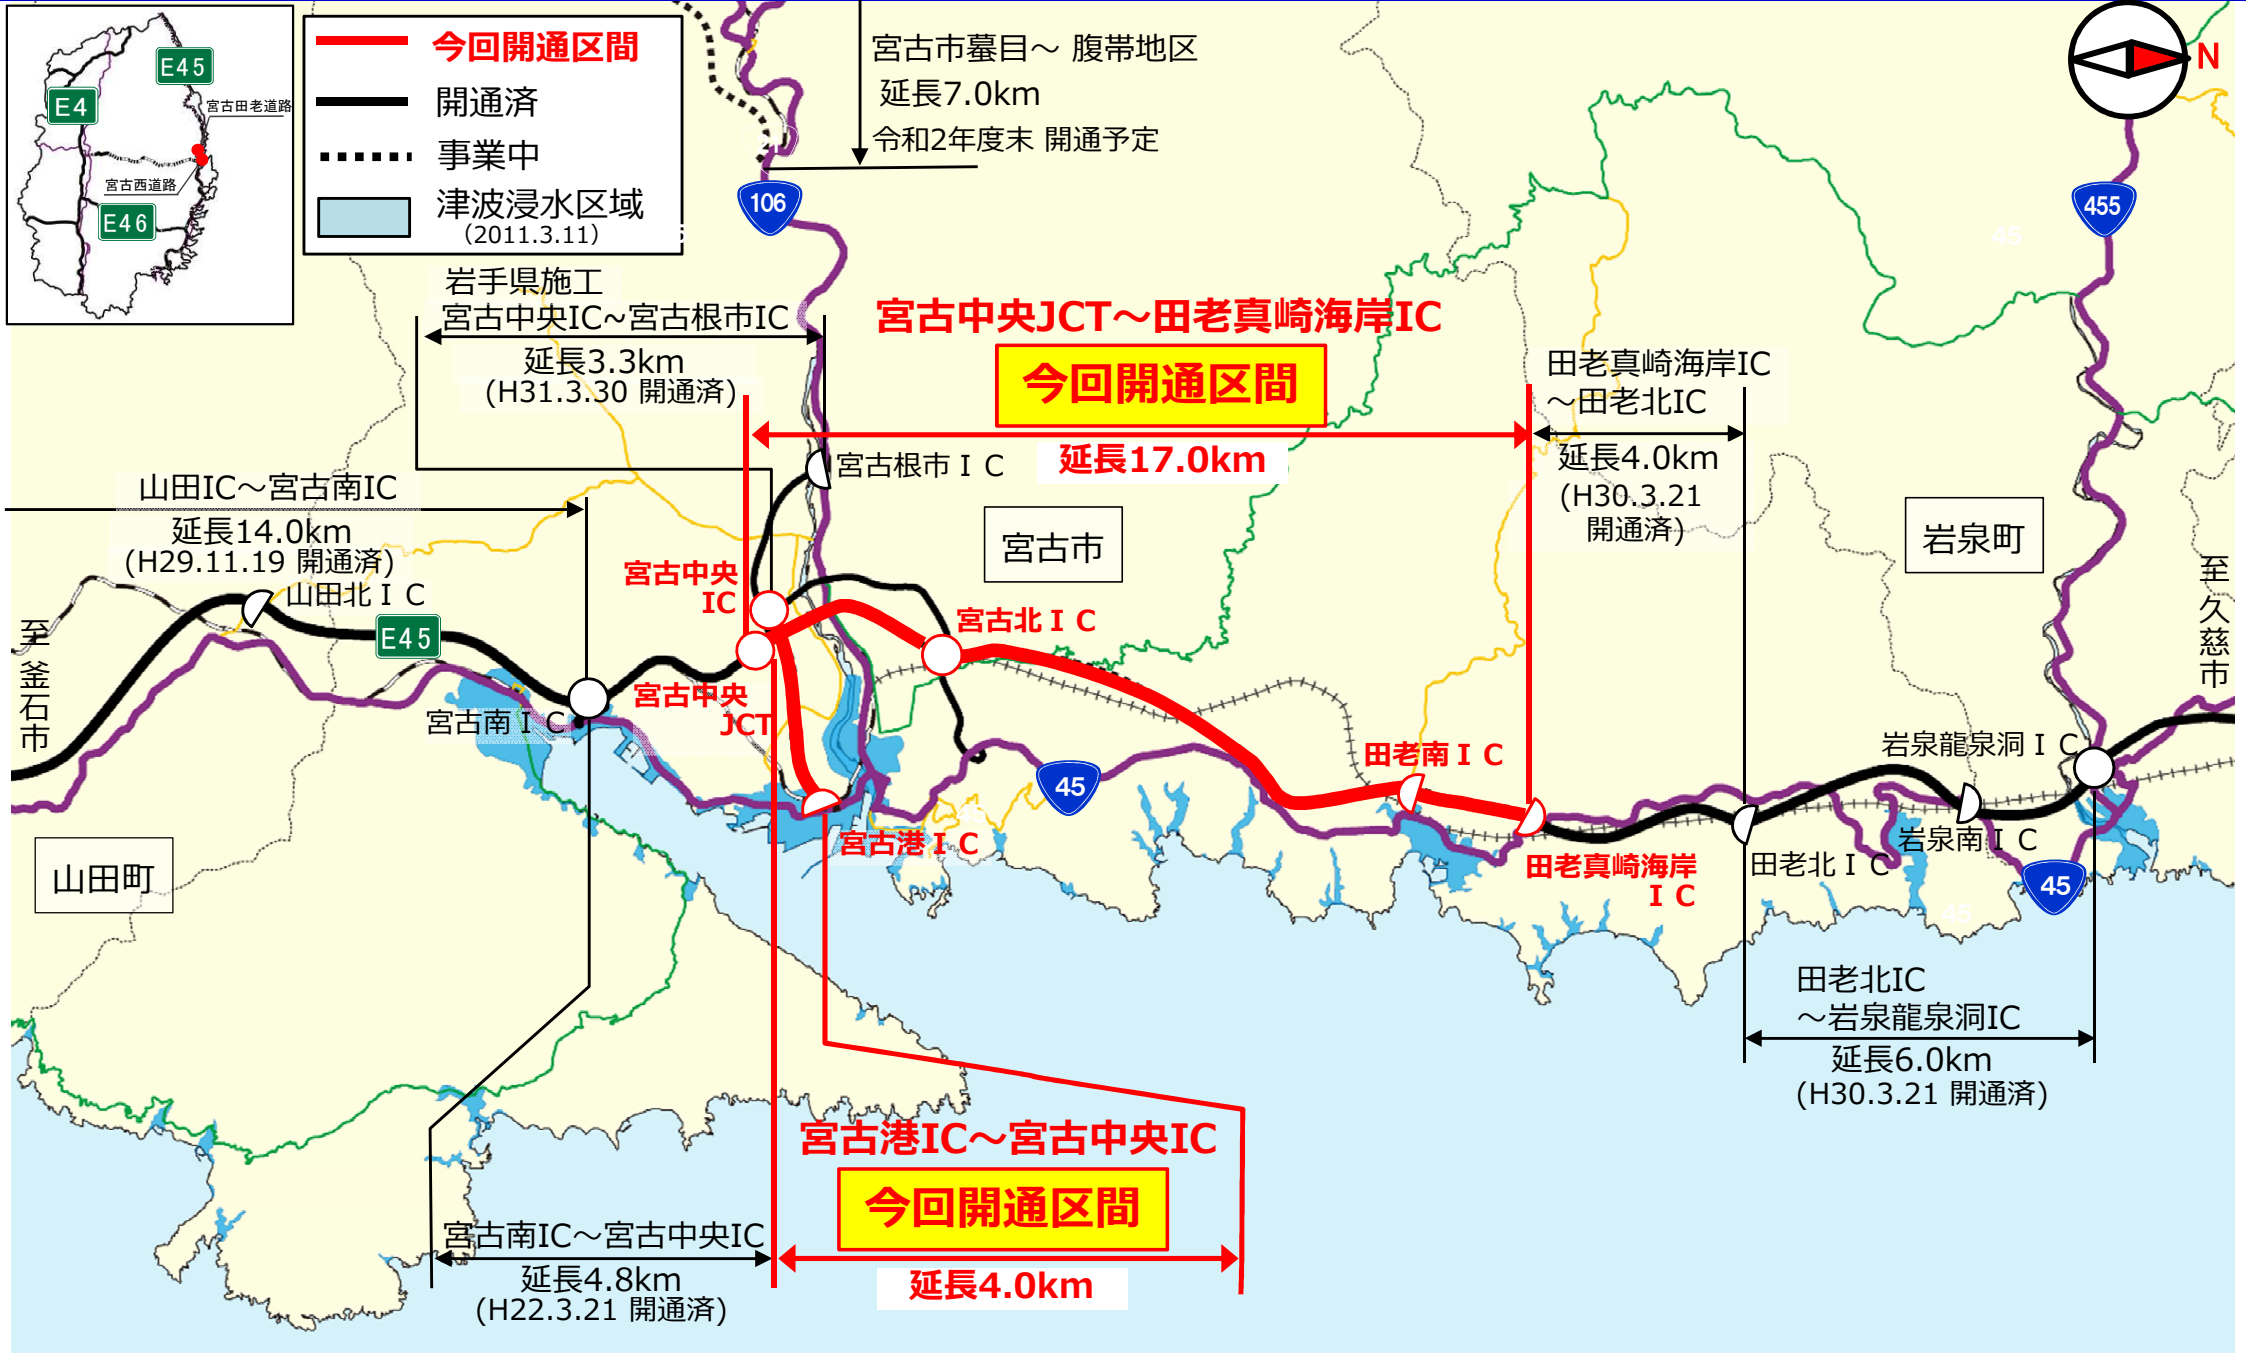 E45
E4
宮古田老道路
宮古西道路
E46
今回開通区間
開通済
事業中
津波浸水区域
（2011.3.11）
宮古市蟇目～ 腹帯地区
延長7.0km
令和2年度末 開通予定
N
106
455
45
岩手県施工
宮古中央IC~宮古根市IC
延長3.3km
(H31.3.30 開通済)
宮古中央JCT～田老真崎海岸IC
今回開通区間
延長17.0km
田老真崎海岸IC
～田老北IC
延長4.0km
(H30.3.21
開通済)
山田IC～宮古南IC
延長14.0km
(H29.11.19 開通済)
宮古根市ＩＣ
宮古市
岩泉町
至久慈市
山田北ＩＣ
E45
至釜石市
宮古中央
IC
宮古北ＩＣ
宮古中央
JCT
宮古南ＩＣ
田老南ＩＣ
岩泉龍泉洞ＩＣ
45
宮古港ＩＣ
岩泉南ＩＣ
田老真崎海岸
ＩＣ
田老北ＩＣ
45
45
山田町
田老北IC
～岩泉龍泉洞IC
延長6.0km
(H30.3.21 開通済)
宮古港IC～宮古中央IC
今回開通区間
延長4.0km
宮古南IC～宮古中央IC
延長4.8km
(H22.3.21 開通済)